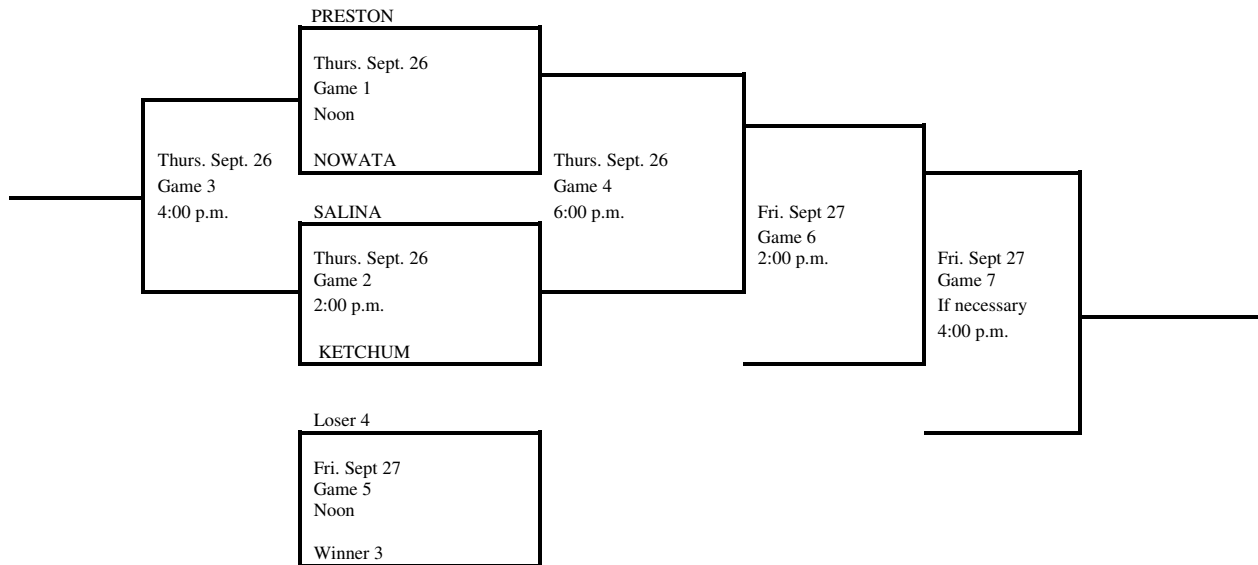 PRESTON
Thurs. Sept. 26
Game 1
Noon
NOWATA
Thurs. Sept. 26
Game 3
4:00 p.m.
SALINA
Thurs. Sept. 26
Game 2
2:00 p.m.
KETCHUM
Thurs. Sept. 26
Game 4
6:00 p.m.
Fri. Sept 27
Game 6
2:00 p.m.
Fri. Sept 27
Game 7
If necessary
4:00 p.m.
Loser 4
Fri. Sept 27
Game 5
Noon
Winner 3